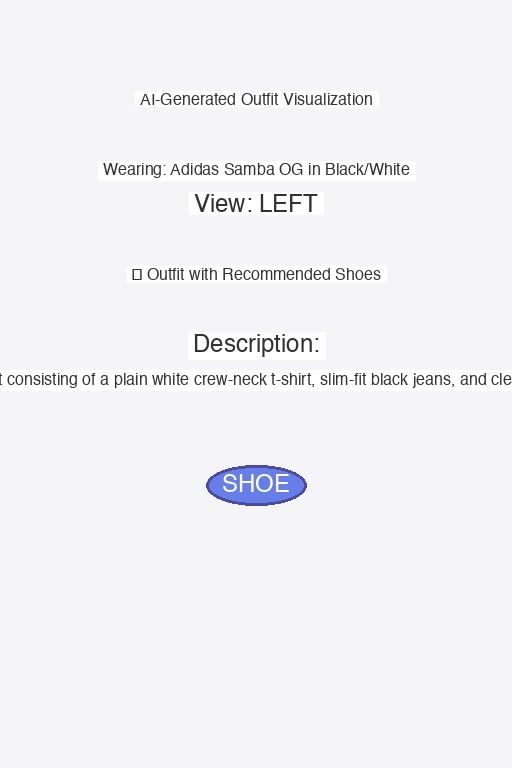 AI-Generated Outfit Visualization
Wearing: Adidas Samba OG in Black/White
View: LEFT
Outfit with Recommended Shoes
Description:
consisting of a plain white crew-neck t-shirt, slim-fit black jeans, and
SHOE